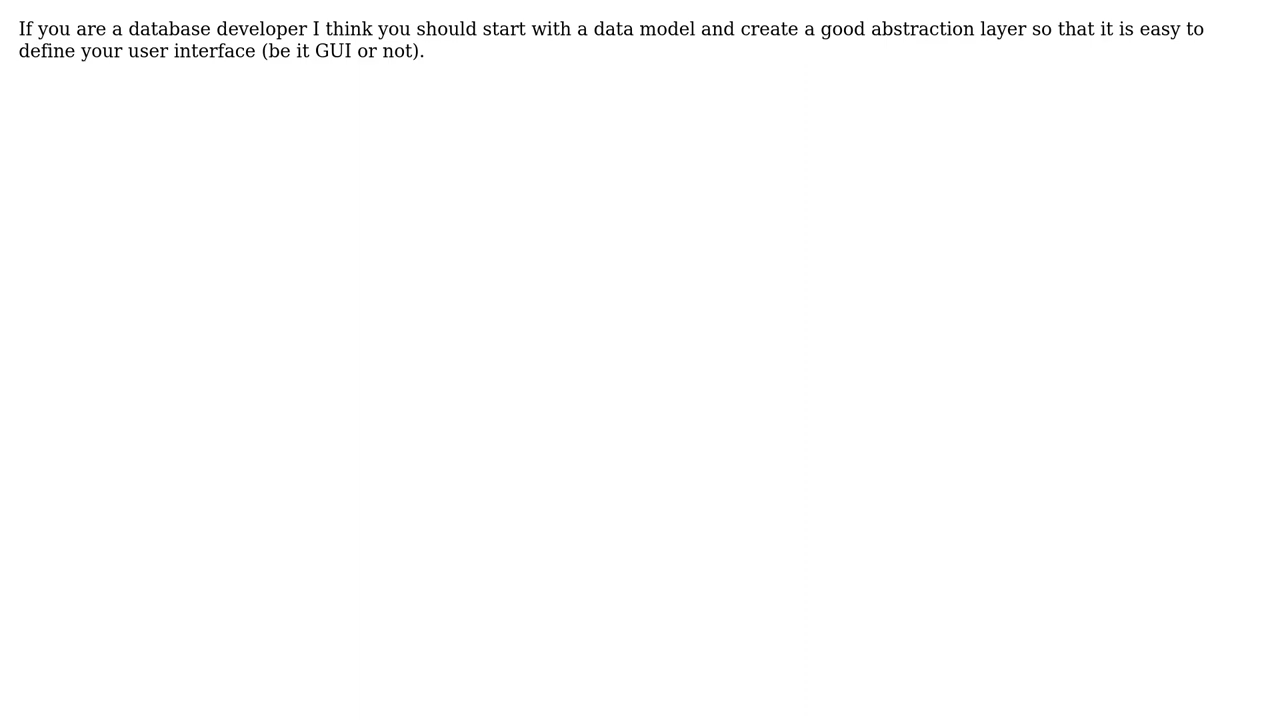 If you are a database developer I think you should start with a data model and create a good abstraction layer so that it is easy to
define your user interface (be it GUI or not).